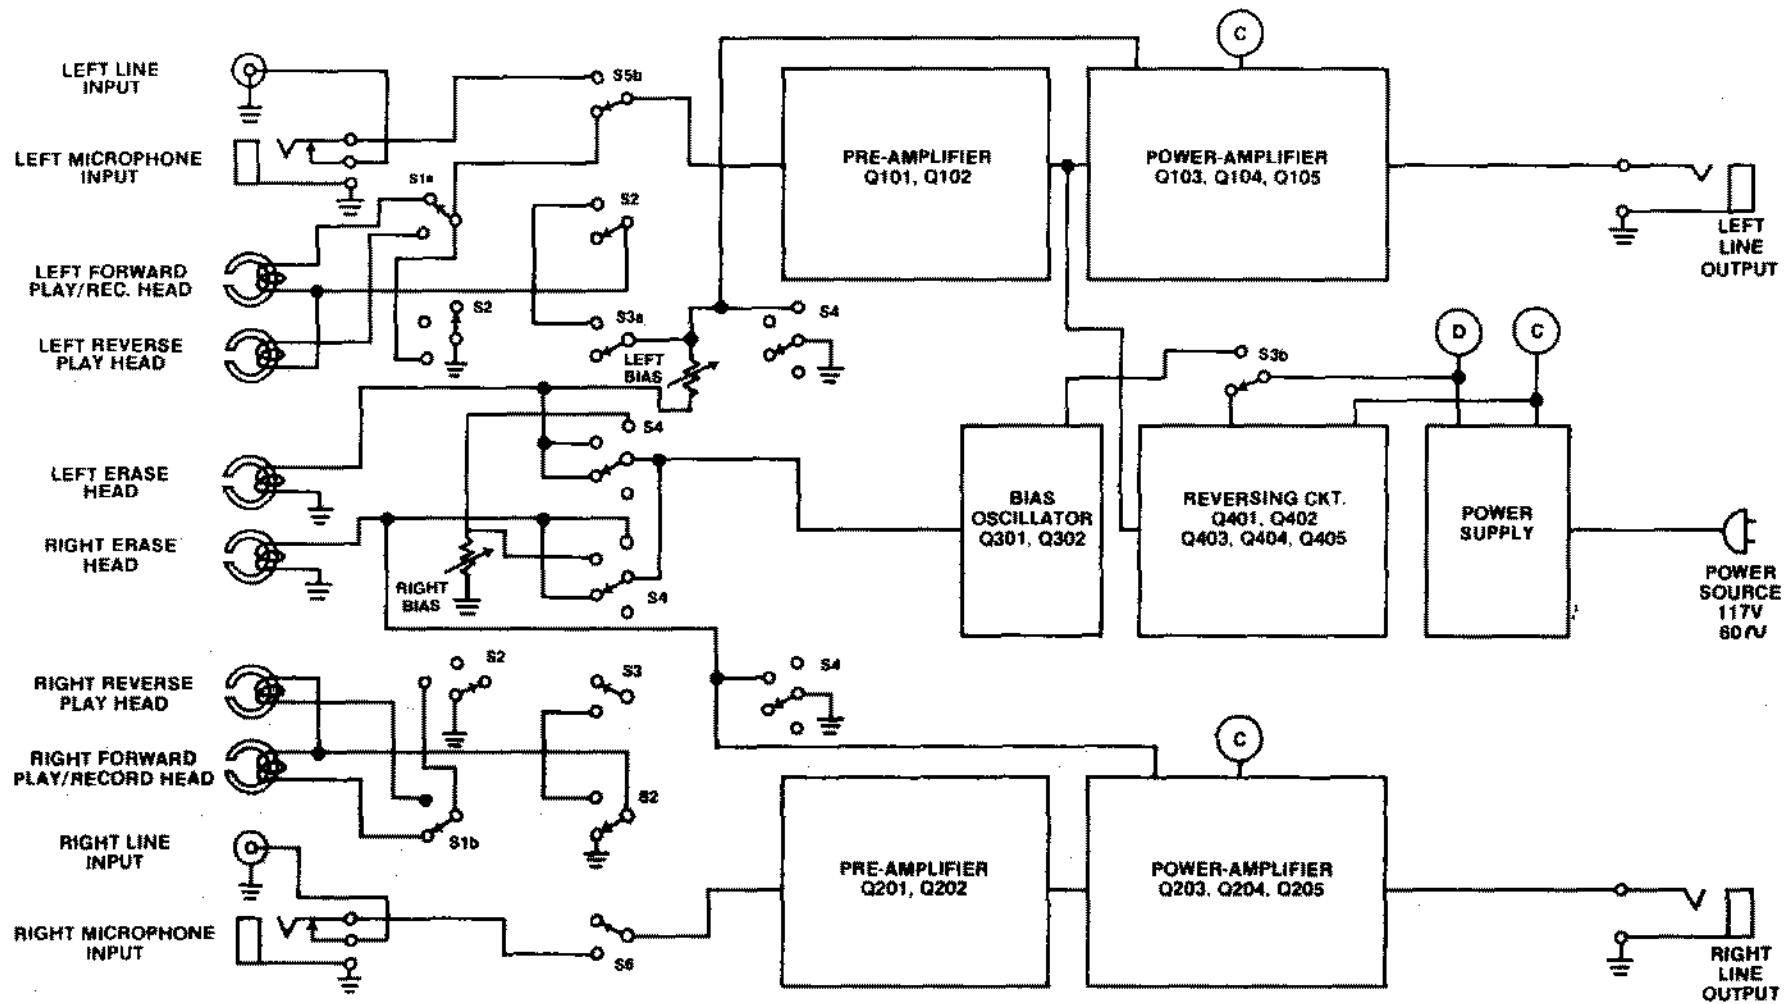 C
LEFT LINE
INPUT
S5b
LEFT MICROPHONE
INPUT
PRE-AMPLIFIER
Q101, Q102
POWER-AMPLIFIER
Q103, Q104, Q105
S1a
S2
LEFT
LINE
OUTPUT
LEFT FORWARD
PLAY/REC. HEAD
S2
S3a
S4
D
C
LEFT REVERSE
PLAY HEAD
LEFT
BIAS
S3b
S4
LEFT ERASE
HEAD
BIAS
OSCILLATOR
Q301, Q302
REVERSING CKT.
Q401, Q402
Q403, Q404, Q405
POWER
SUPPLY
RIGHT ERASE
HEAD
RIGHT
BIAS
S4
POWER
SOURCE
117V
60
RIGHT REVERSE
PLAY HEAD
S2
S3
S4
RIGHT FORWARD
PLAY/RECORD HEAD
C
S2
S1b
RIGHT LINE
INPUT
PRE-AMPLIFIER
Q201, Q202
POWER-AMPLIFIER
Q203, Q204, Q205
RIGHT MICROPHONE
INPUT
S6
RIGHT
LINE
OUTPUT